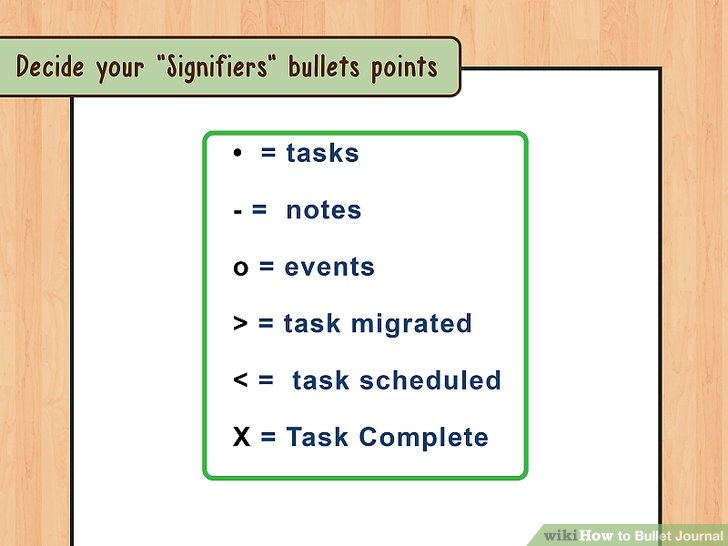 Decide your "Signifiers" bullets points
• = tasks
- = notes
o = events
> = task migrated
< = task scheduled
X = Task Complete
wikiHow to Bullet Journal